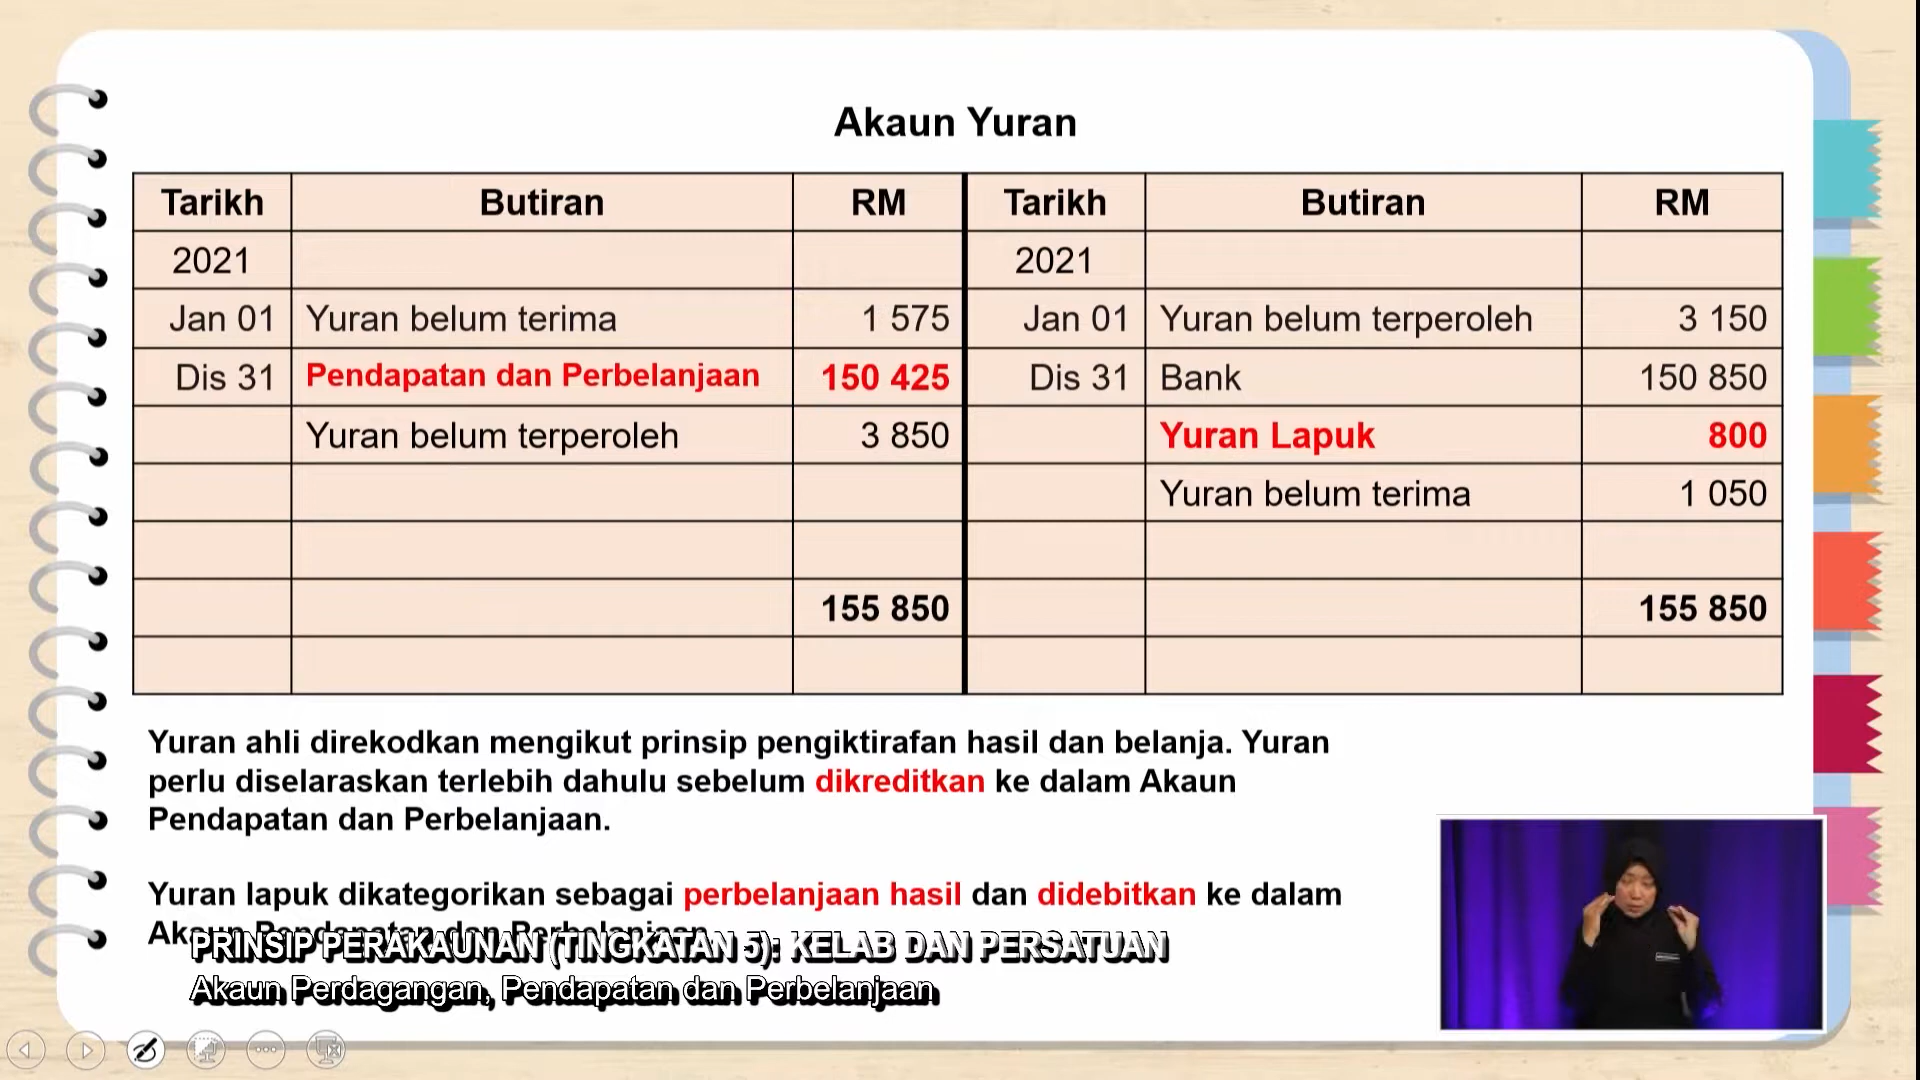 Akaun Yuran
Tarikh Butiran RM Tarikh Butiran RM
2021 2021
Jan 01 Yuran belum terima 1 575 Jan 01 Yuran belum terperoleh 3 150
Dis 31 Pendapatan dan Perbelanjaan 150 425 Dis 31 Bank 150 850
Yuran belum terperoleh 3 850 Yuran Lapuk 800
Yuran belum terima 1 050
155 850 155 850
Yuran ahli direkodkan mengikut prinsip pengiktirafan hasil dan belanja. Yuran
perlu diselaraskan terlebih dahulu sebelum dikreditkan ke dalam Akaun
Pendapatan dan Perbelanjaan.
Yuran lapuk dikategorikan sebagai perbelanjaan hasil dan didebitkan ke dalam
Akaun Pendapatan dan Perbelanjaan.
PRINSIP PERAKAUNAN (TINGKATAN 5): KELAB DAN PERSATUAN
Akaun Perdagangan, Pendapatan dan Perbelanjaan